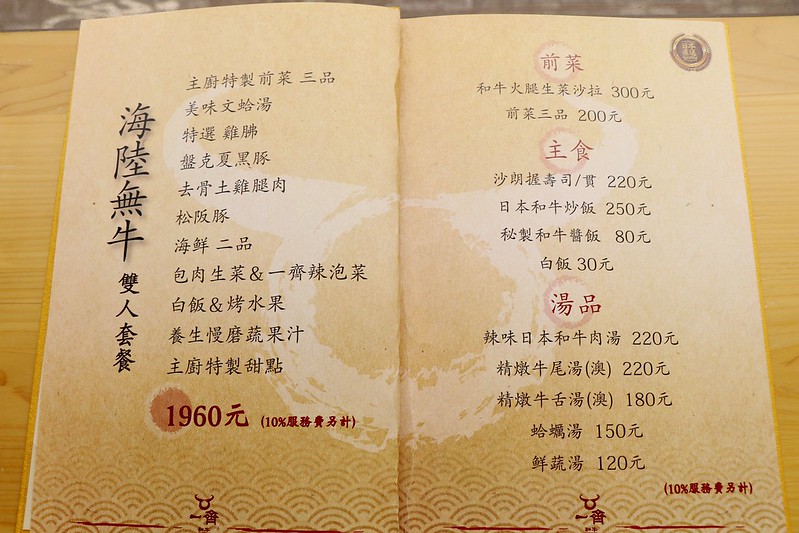 海陸無牛 雙人套餐
主廚特製前菜 三品
美味文蛤湯
特選 雞腓
盤克夏黑豚
去骨土雞腿肉
松阪豚
海鮮 二品
包肉生菜&一齊辣泡菜
白飯&烤水果
養生慢磨蔬果汁
主廚特製甜點
1960元 (10%服務費另計)
一齊
前菜
和牛火腿生菜沙拉 300元
前菜三品 200元
主食
沙朗握壽司/貫 220元
日本和牛炒飯 250元
秘製和牛醬飯 80元
白飯 30元
湯品
辣味日本和牛肉湯 220元
精燉牛尾湯(澳) 220元
精燉牛舌湯(澳) 180元
蛤蠣湯 150元
鮮蔬湯 120元
(10%服務費另計)
一齊